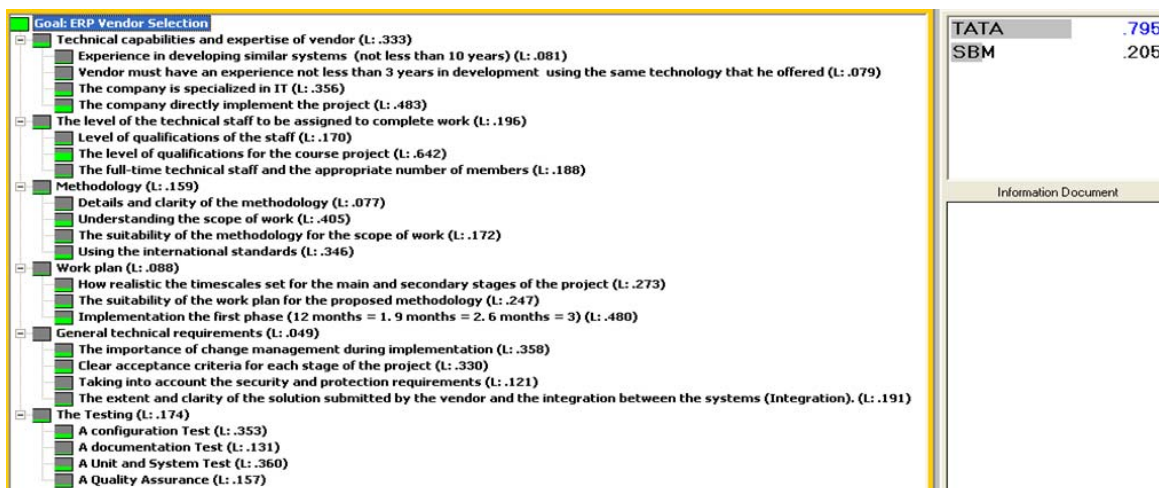 Goal: ERP Vendor Selection
Technical capabilities and expertise of vendor (L: .333)
Experience in developing similar systems (not less than 10 years) (L: .081)
Vendor must have an experience not less than 3 years in development using the same technology that he offered (L: .079)
The company is specialized in IT (L: .356)
The company directly implement the project (L: .483)
The level of the technical staff to be assigned to complete work (L: .196)
Level of qualifications of the staff (L: .170)
The level of qualifications for the course project (L: .642)
The full-time technical staff and the appropriate number of members (L: .188)
Methodology (L: .159)
Details and clarity of the methodology (L: .077)
Understanding the scope of work (L: .405)
The suitability of the methodology for the scope of work (L: .172)
Using the international standards (L: .346)
Work plan (L: .088)
How realistic the timescales set for the main and secondary stages of the project (L: .273)
The suitability of the work plan for the proposed methodology (L: .247)
Implementation the first phase (12 months = 1. 9 months = 2. 6 months = 3) (L: .480)
General technical requirements (L: .049)
The importance of change management during implementation (L: .358)
Clear acceptance criteria for each stage of the project (L: .330)
Taking into account the security and protection requirements (L: .121)
The extent and clarity of the solution submitted by the vendor and the integration between the systems (Integration). (L: .191)
The Testing (L: .174)
A configuration Test (L: .353)
A documentation Test (L: .131)
A Unit and System Test (L: .360)
A Quality Assurance (L: .157)
TATA .795
SBM .205
Information Document